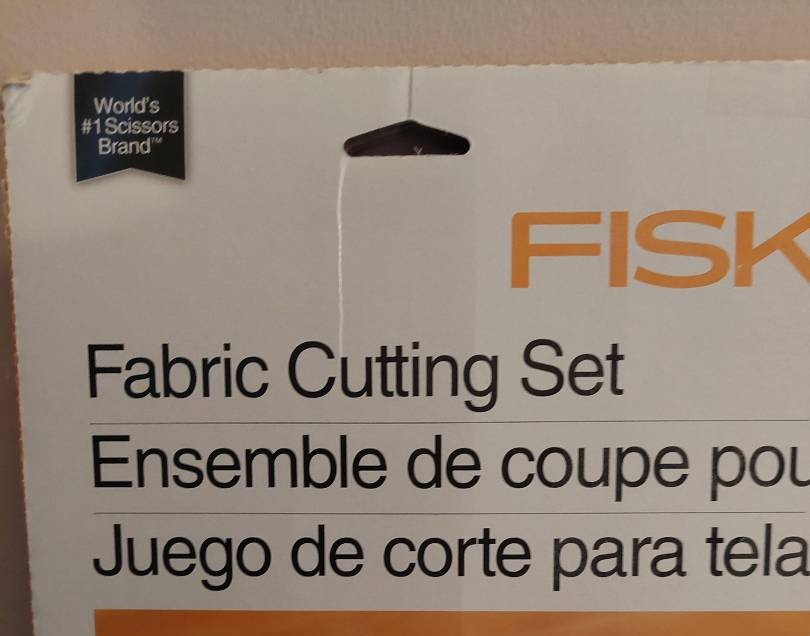 World's
#1 Scissors
Brand™
FISK
Fabric Cutting Set
Ensemble de coupe pou
Juego de corte para tela